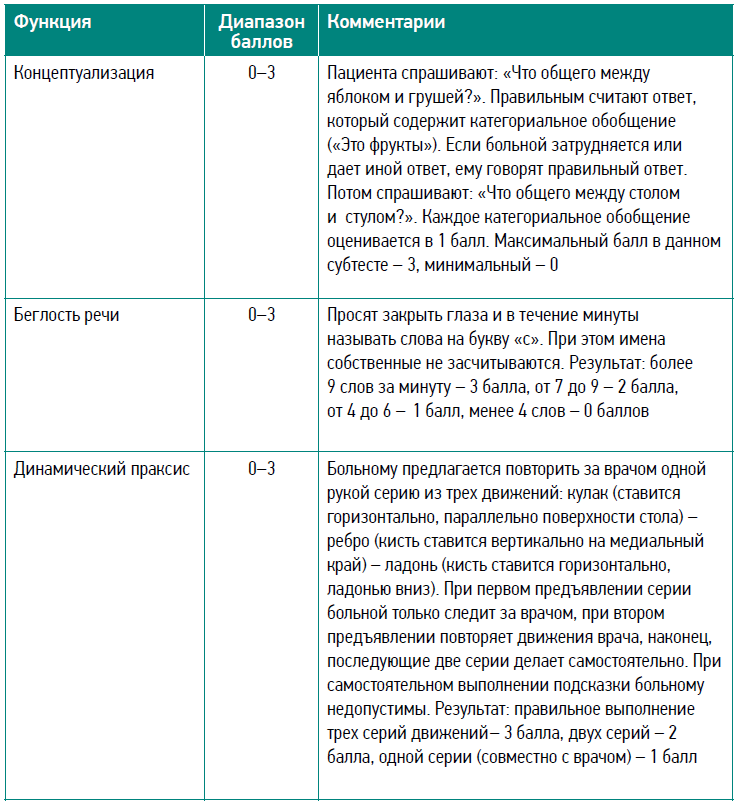 Функция
Диапазон
баллов
Комментарии
Концептуализация
0–3
Пациента спрашивают: «Что общего между
яблоком и грушей?». Правильным считают ответ,
который содержит категориальное обобщение
(«Это фрукты»). Если больной затрудняется или
дает иной ответ, ему говорят правильный ответ.
Потом спрашивают: «Что общего между столом
и стулом?». Каждое категориальное обобщение
оценивается в 1 балл. Максимальный балл в данном
субтесте – 3, минимальный – 0
Беглость речи
0–3
Просят закрыть глаза и в течение минуты
называть слова на букву «с». При этом имена
собственные не засчитываются. Результат: более
9 слов за минуту – 3 балла, от 7 до 9 – 2 балла,
от 4 до 6 – 1 балл, менее 4 слов – 0 баллов
Динамический праксис
0–3
Больному предлагается повторить за врачом одной
рукой серию из трех движений: кулак (ставится
горизонтально, параллельно поверхности стола) –
ребро (кисть ставится вертикально на медиальный
край) – ладонь (кисть ставится горизонтально,
ладонью вниз). При первом предъявлении серии
больной только следит за врачом, при втором
предъявлении повторяет движения врача, наконец,
последующие две серии делает самостоятельно. При
самостоятельном выполнении подсказки больному
недопустимы. Результат: правильное выполнение
трех серий движений– 3 балла, двух серий – 2
балла, одной серии (совместно с врачом) – 1 балл